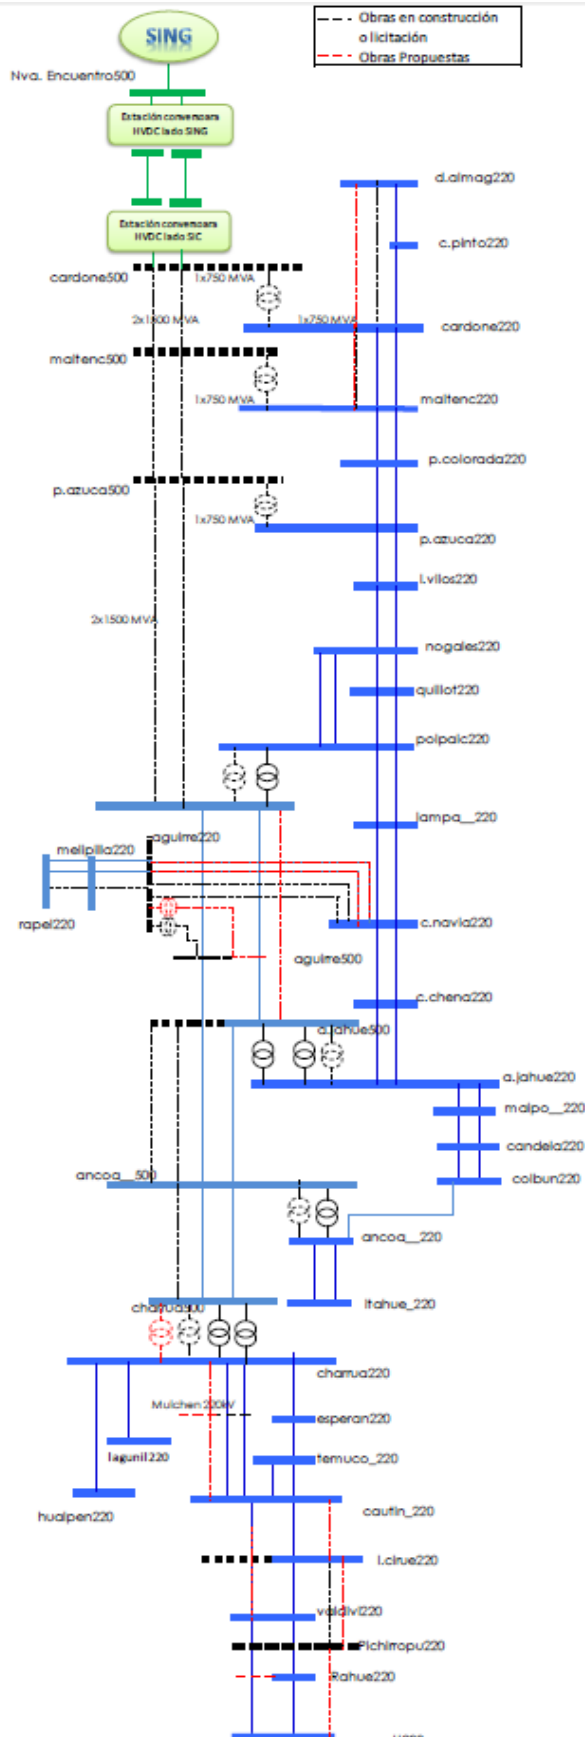 Obras en construcción
o licitación
Obras Propuestas
SING
Nva. Encuentro500
Estación conversora
HVDC lado SING
Estación conversora
HVDC lado SIC
d.almag220
c.pinto220
cardone500
1x750 MVA
2x1500 MVA
1x750 MVA
cardone220
maitenc500
1x750 MVA
maitenc220
p.colorada220
p.azuca500
1x750 MVA
p.azuca220
l.vilos220
2x1500 MVA
nogales220
quillot220
polpaic220
lampa__220
aguirre220
melipilla220
rapel220
c.navia220
aguirre500
c.chena220
a.jahue500
a.jahue220
maipo__220
candela220
ancoa__500
colbun220
ancoa__220
itahue_220
charrua500
charrua220
Mulchen 220kV
esperan220
lagunil220
temuco_220
hualpen220
cautin_220
l.cirue220
valdivi220
Pichirropu220
Rahue220